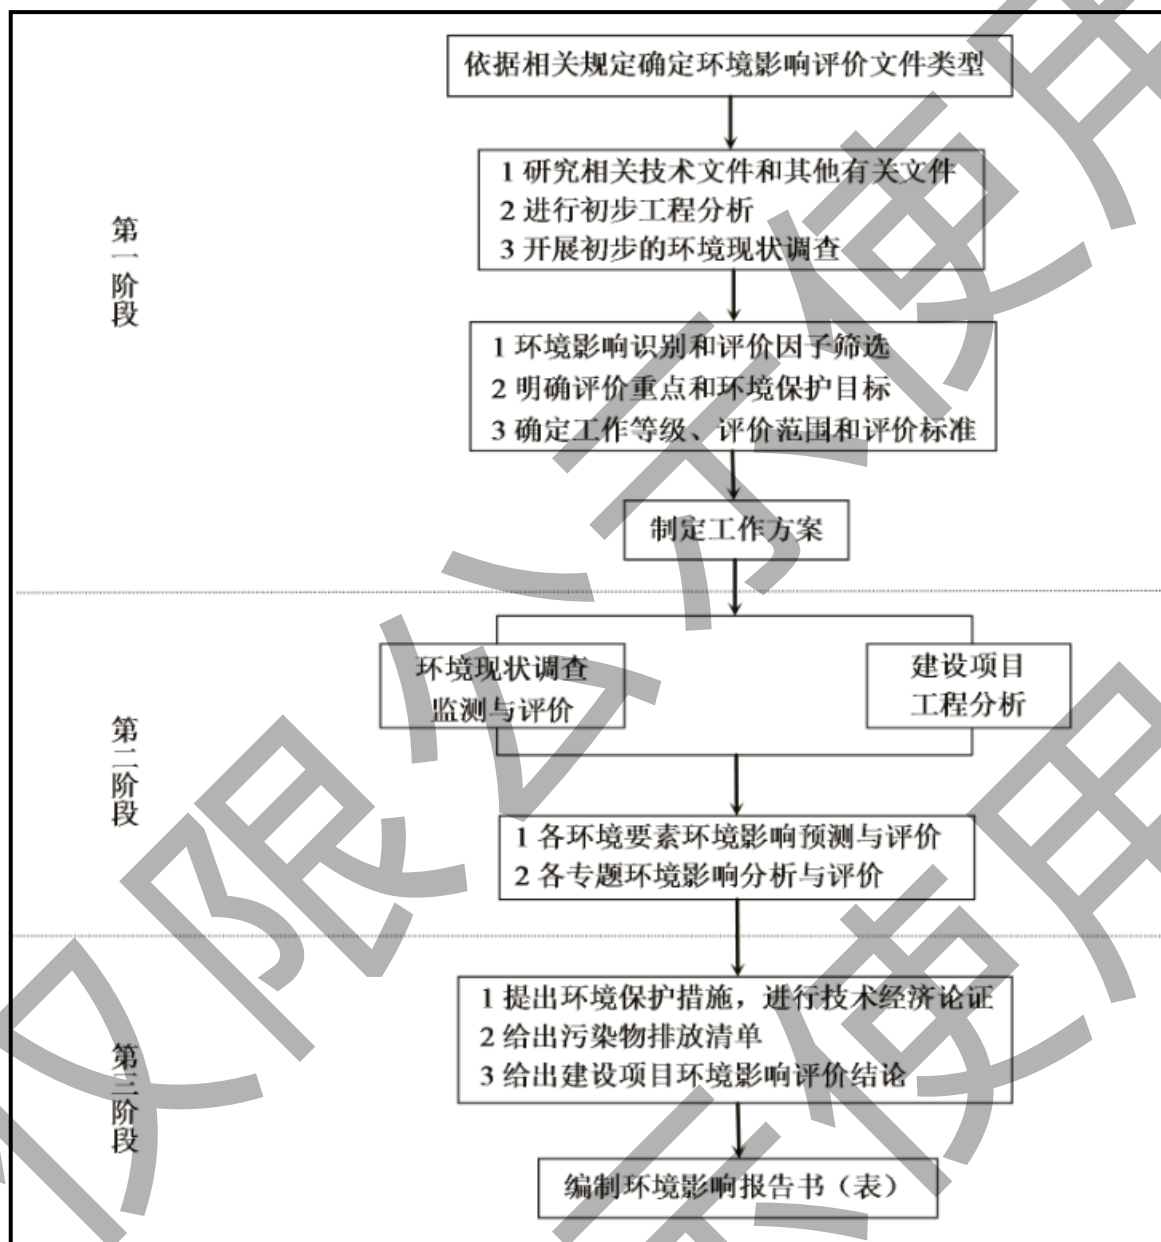 依据相关规定确定环境影响评价文件类型
1 研究相关技术文件和其他有关文件
2 进行初步工程分析
3 开展初步的环境现状调查
第一阶段
1 环境影响识别和评价因子筛选
2 明确评价重点和环境保护目标
3 确定工作等级、评价范围和评价标准
制定工作方案
环境现状调查
监测与评价
建设项目
工程分析
第二阶段
1 各环境要素环境影响预测与评价
2 各专题环境影响分析与评价
1 提出环境保护措施，进行技术经济论证
2 给出污染物排放清单
3 给出建设项目环境影响评价结论
第三阶段
编制环境影响报告书（表）
仅限公示使用
示使用